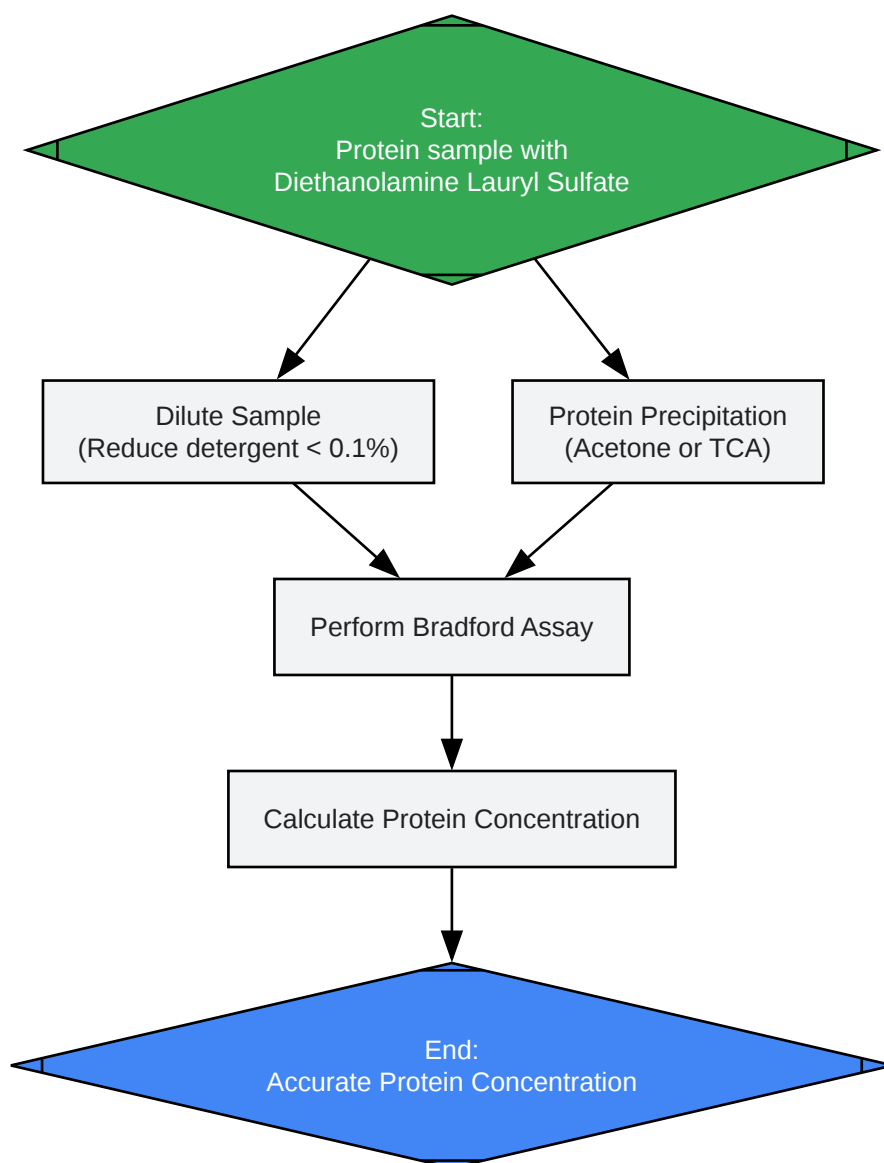 Start:
Protein sample with
Diethanolamine Lauryl Sulfate
Dilute Sample
(Reduce detergent < 0.1%)
Protein Precipitation
(Acetone or TCA)
Perform Bradford Assay
Calculate Protein Concentration
End:
Accurate Protein Concentration